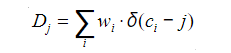 D_j = ∑_i w_i · δ(c_i − j)